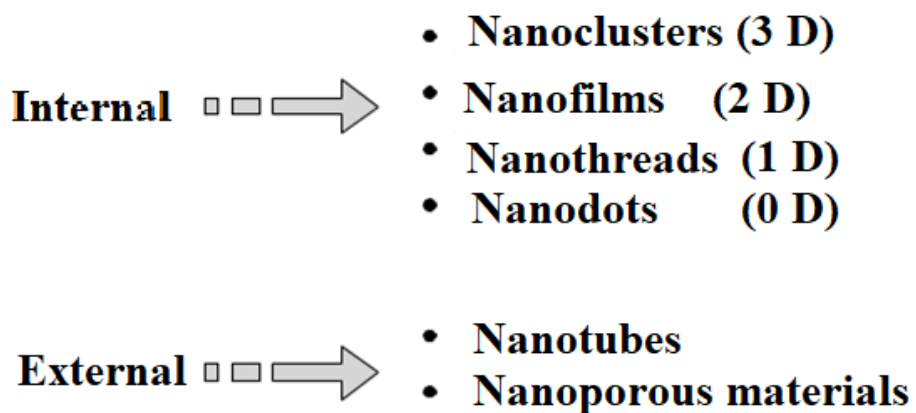 Internal
• Nanoclusters (3 D)
• Nanofilms (2 D)
• Nanothreads (1 D)
• Nanodots (0 D)
External
• Nanotubes
• Nanoporous materials